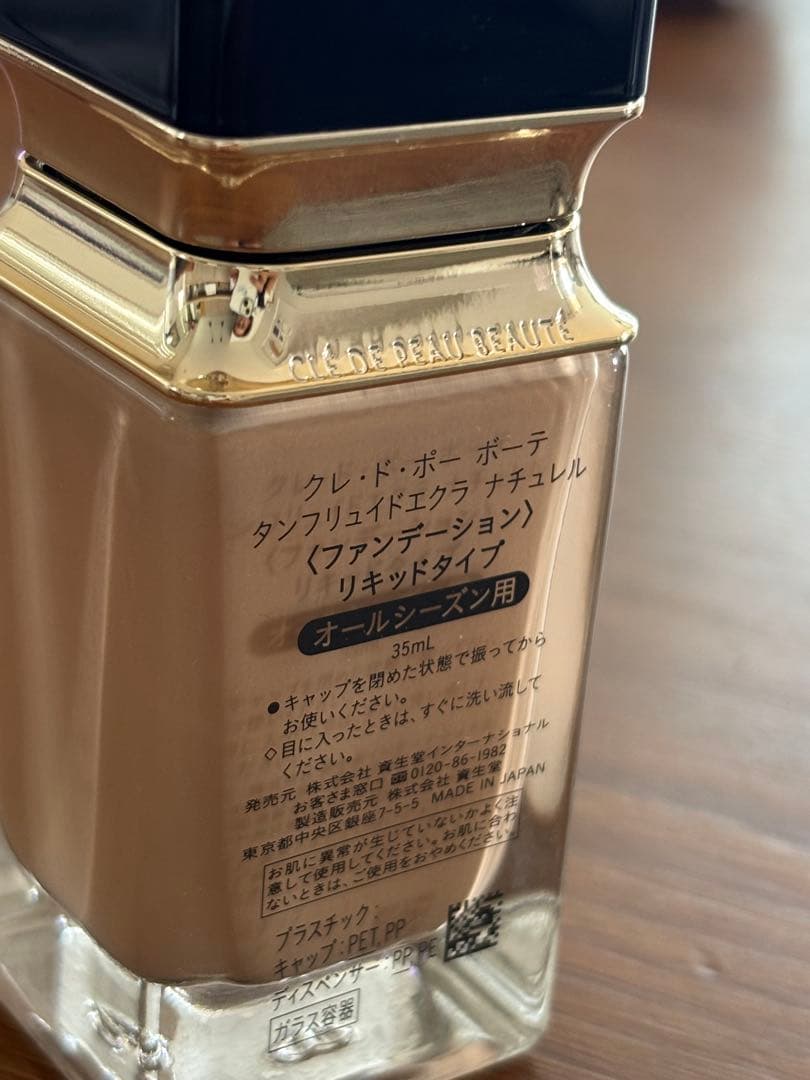 CLÉ DE PEAU BEAUTÉ
クレ・ド・ポー ボーテ
タンフリュイドエクラ ナチュレル
〈ファンデーション〉
リキッドタイプ
オールシーズン用
35mL
●キャップを閉めた状態で振ってから
お使いください。
◇目に入ったときは、すぐに洗い流して
ください。
発売元 株式会社 資生堂インターナショナル
お客さま窓口 0120-86-1982
製造販売元 株式会社 資生堂
東京都中央区銀座7-5-5 MADE IN JAPAN
お肌に異常が生じていないかよく注
意して使用してください。お肌に合わ
ないときは、ご使用をおやめください。
プラスチック:
キャップ:PET, PP
ディスペンサー:PP, PE
ガラス容器